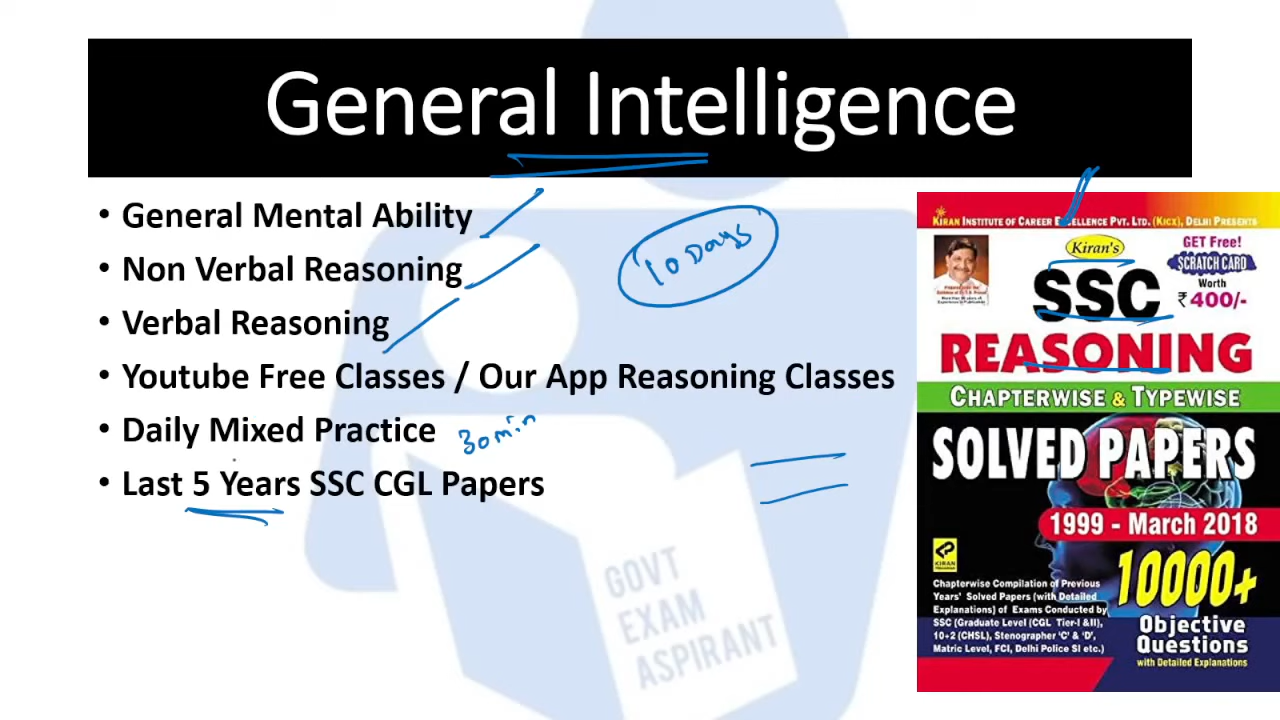 General Intelligence
• General Mental Ability
• Non Verbal Reasoning
• Verbal Reasoning
• Youtube Free Classes / Our App Reasoning Classes
• Daily Mixed Practice 30 min
• Last 5 Years SSC CGL Papers
10 Days
GOVT
EXAM
ASPIRANT
KIRAN INSTITUTE OF CAREER EXCELLENCE PVT. LTD. (KICX), DELHI PRESENTS
Kiran's
SSC
GET Free!
SCRATCH CARD
Worth
₹ 400/-
REASONING
CHAPTERWISE & TYPEWISE
SOLVED PAPERS
1999 - March 2018
10000+
Objective
Questions
with Detailed Explanations
KIRAN
Chapterwise Compilation of Previous
Years' Solved Papers (with Detailed
Explanations) of Exams Conducted by
SSC (Graduate Level (CGL Tier-I &II),
10+2 (CHSL), Stenographer 'C' & 'D',
Matric Level, FCI, Delhi Police SI etc.)